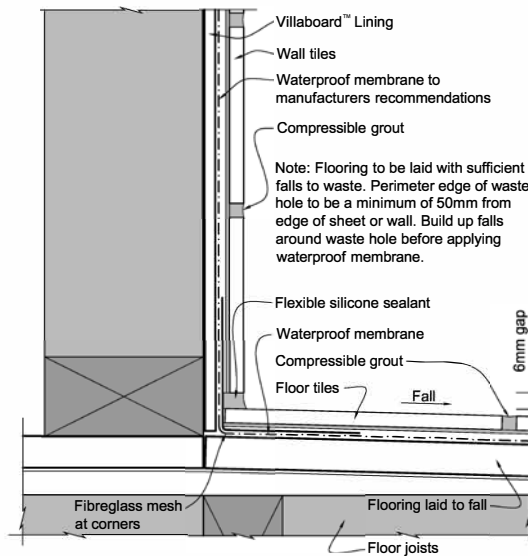 Villaboard™ Lining
Wall tiles
Waterproof membrane to
manufacturers recommendations
Compressible grout
Note: Flooring to be laid with sufficient
falls to waste. Perimeter edge of waste
hole to be a minimum of 50mm from
edge of sheet or wall. Build up falls
around waste hole before applying
waterproof membrane.
Flexible silicone sealant
Waterproof membrane
6mm gap
Compressible grout
Floor tiles
Fall
Fibreglass mesh
at corners
Flooring laid to fall
Floor joists